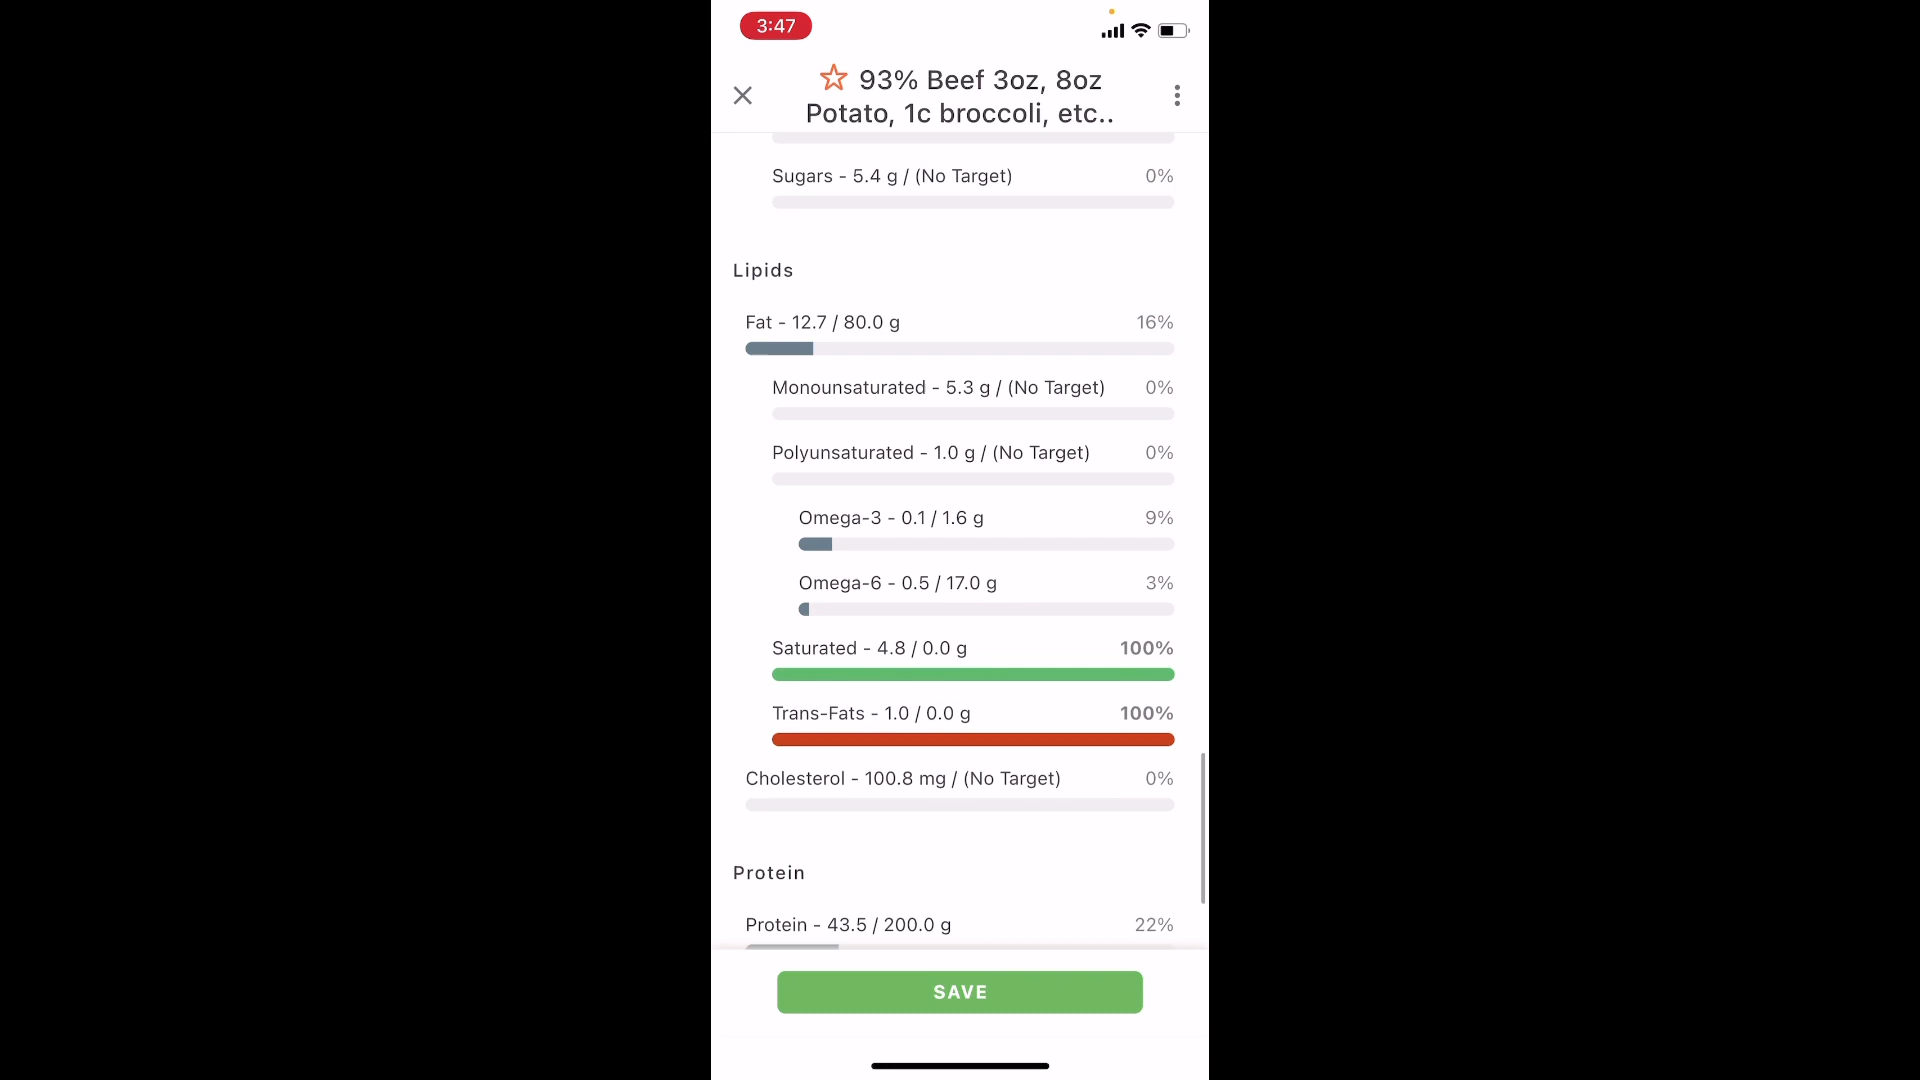 3:47
93% Beef 3oz, 8oz
Potato, 1c broccoli, etc..
Sugars - 5.4 g / (No Target) 0%
Lipids
Fat - 12.7 / 80.0 g 16%
Monounsaturated - 5.3 g / (No Target) 0%
Polyunsaturated - 1.0 g / (No Target) 0%
Omega-3 - 0.1 / 1.6 g 9%
Omega-6 - 0.5 / 17.0 g 3%
Saturated - 4.8 / 0.0 g 100%
Trans-Fats - 1.0 / 0.0 g 100%
Cholesterol - 100.8 mg / (No Target) 0%
Protein
Protein - 43.5 / 200.0 g 22%
SAVE